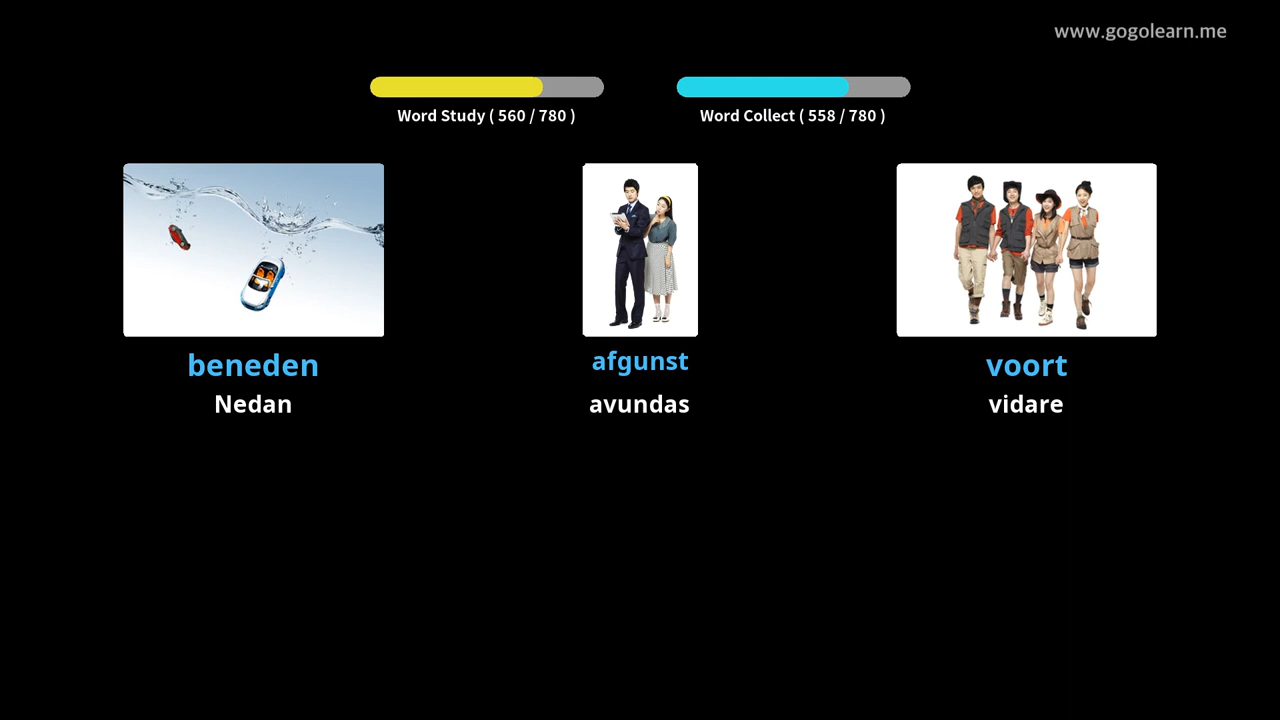 www.gogolearn.me
Word Study ( 560 / 780 )
Word Collect ( 558 / 780 )
beneden
Nedan
afgunst
avundas
voort
vidare